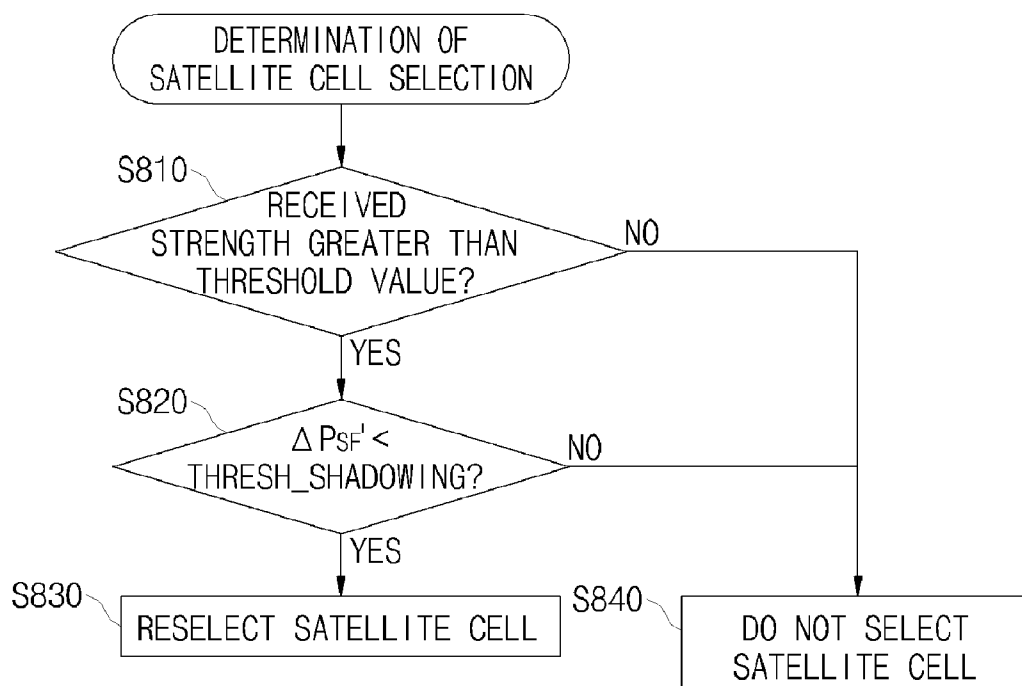 DETERMINATION OF
SATELLITE CELL SELECTION
S810
RECEIVED
STRENGTH GREATER THAN
THRESHOLD VALUE?
NO
YES
S820
ΔPSF' <
THRESH_SHADOWING?
NO
YES
S830
RESELECT SATELLITE CELL
S840
DO NOT SELECT
SATELLITE CELL